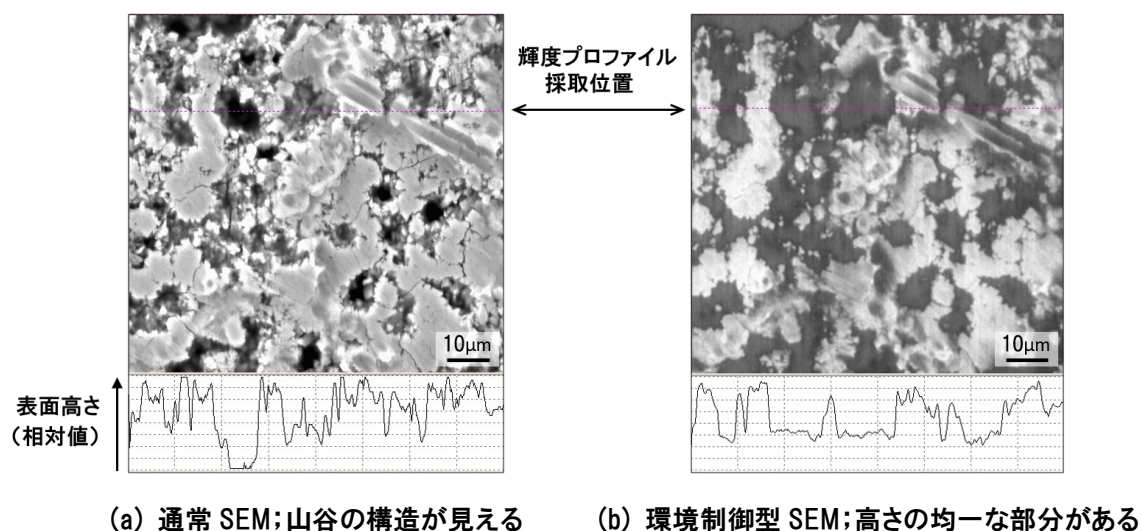 輝度プロファイル
採取位置
10μm
10μm
表面高さ
(相対値)
(a) 通常 SEM;山谷の構造が見える
(b) 環境制御型 SEM;高さの均一な部分がある